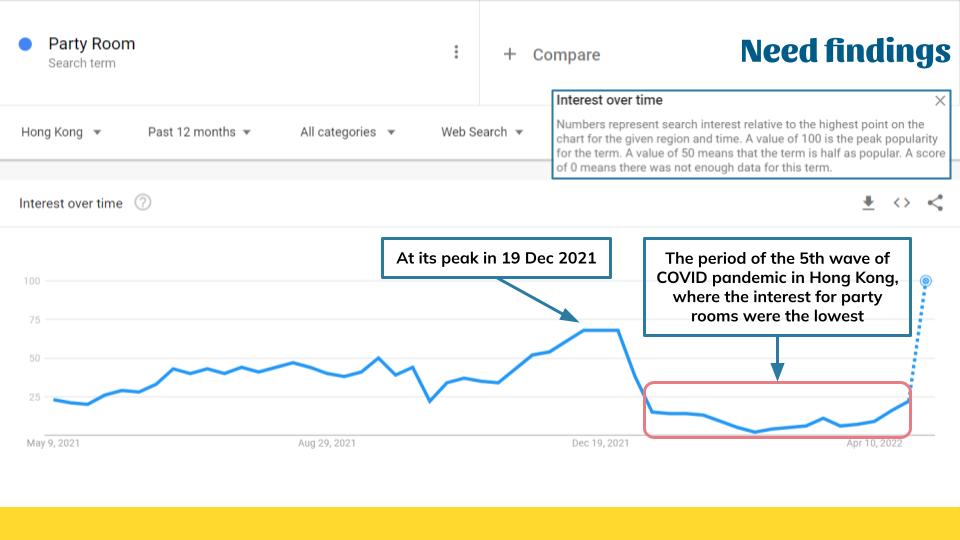 Party Room
Search term
+ Compare
Need findings
Hong Kong
Past 12 months
All categories
Web Search
Interest over time
Numbers represent search interest relative to the highest point on the
chart for the given region and time. A value of 100 is the peak popularity
for the term. A value of 50 means that the term is half as popular. A score
of 0 means there was not enough data for this term.
Interest over time
At its peak in 19 Dec 2021
The period of the 5th wave of
COVID pandemic in Hong Kong,
where the interest for party
rooms were the lowest
100
75
50
25
May 9, 2021
Aug 29, 2021
Dec 19, 2021
Apr 10, 2022